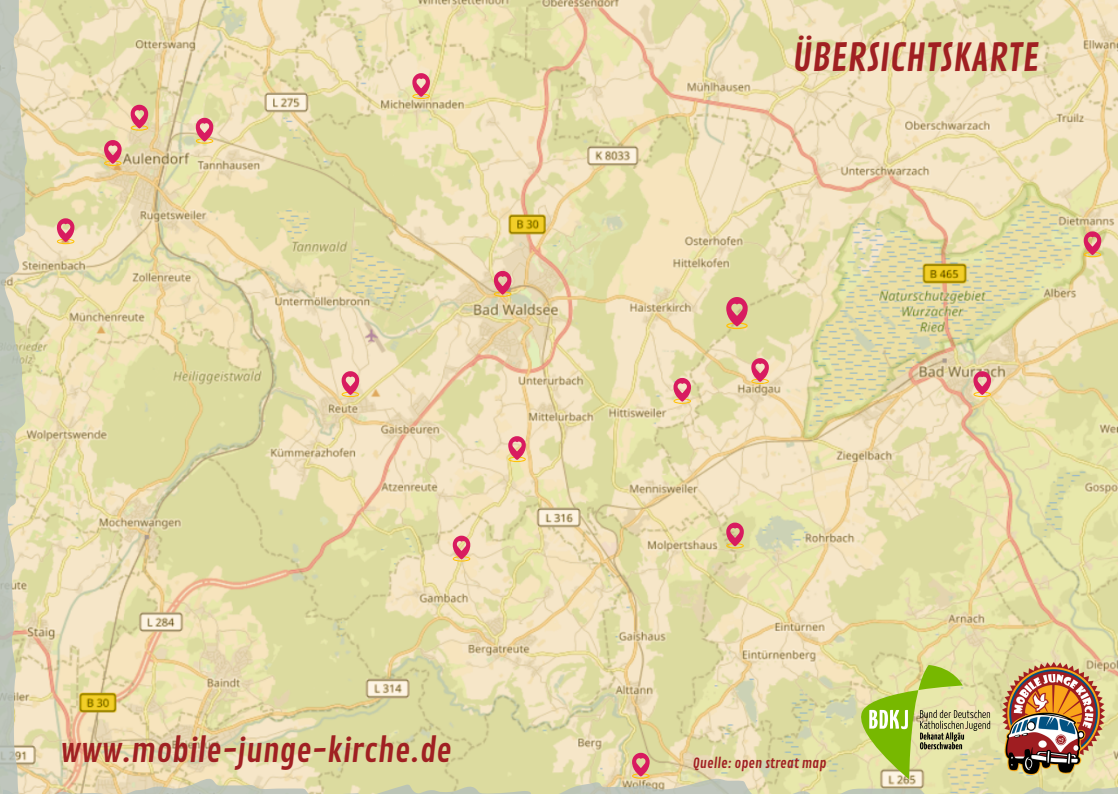 Winterstettendorf
Oberessendorf
ÜBERSICHTSKARTE
Otterswang
Mühlhausen
L 275
Michelwinnaden
Oberschwarzach
Truilz
Aulendorf
Tannhausen
K 8033
Unterschwarzach
Rugetsweiler
B 30
Dietmanns
Tannwald
Osterhofen
Steinenbach
Zollenreute
Hittelkofen
B 465
Untermöllenbronn
Albers
Naturschutzgebiet
Wurzacher
Ried
Münchenreute
Bad Waldsee
Haisterkirch
Heiliggeistwald
Unterurbach
Haidgau
Bad Wurzach
Reute
Mittelurbach
Hittisweiler
Wolpertswende
Gaisbeuren
Kümmerazhofen
Ziegelbach
Atzenreute
Mennisweiler
Mochenwangen
L 316
Molpertshaus
Rohrbach
Gambach
L 284
Staig
Gaishaus
Eintürnen
Arnach
Bergatreute
Eintürnenberg
Baindt
L 314
Altann
B 30
MOBILE JUNGE KIRCHE
BDKJ
Bund der Deutschen
Katholischen Jugend
Dekanat Allgäu
Oberschwaben
www.mobile-junge-kirche.de
Berg
Quelle: open streat map
Wolfegg
L 265